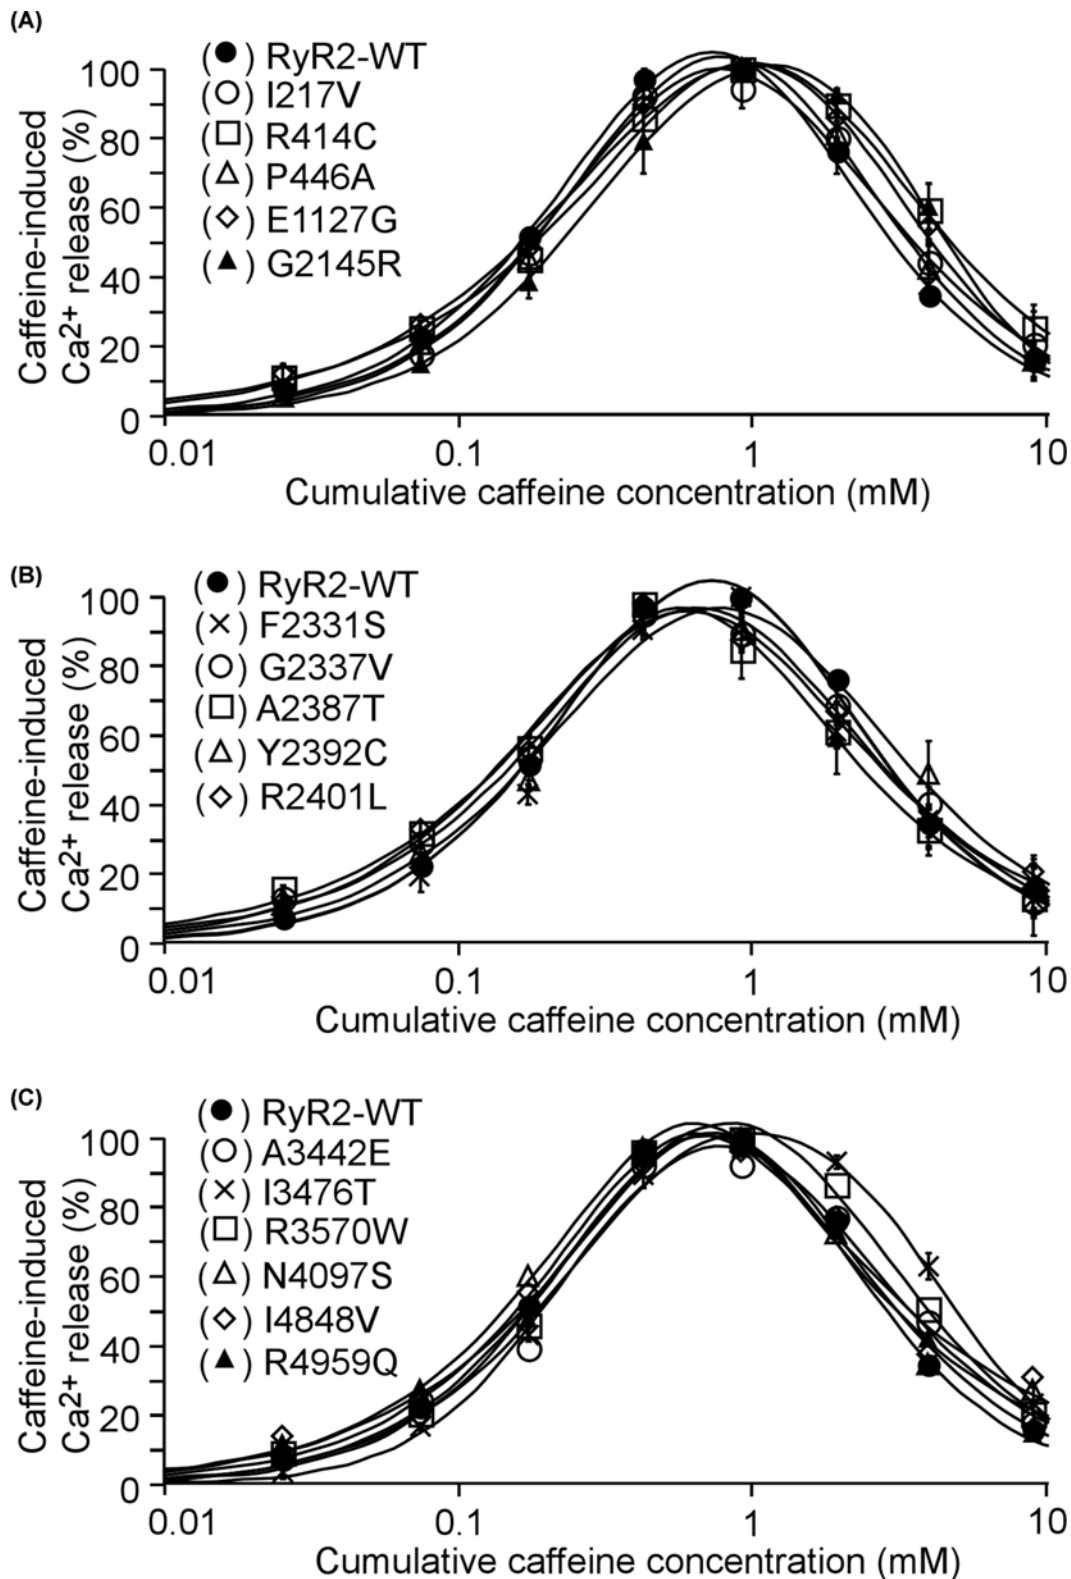 (A)
(●) RyR2-WT
(○) I217V
(□) R414C
(△) P446A
(◇) E1127G
(▲) G2145R
Caffeine-induced
Ca2+ release (%)
100
80
60
40
20
0
0.01 0.1 1 10
Cumulative caffeine concentration (mM)
(B)
(●) RyR2-WT
(×) F2331S
(○) G2337V
(□) A2387T
(△) Y2392C
(◇) R2401L
Caffeine-induced
Ca2+ release (%)
100
80
60
40
20
0
0.01 0.1 1 10
Cumulative caffeine concentration (mM)
(C)
(●) RyR2-WT
(○) A3442E
(×) I3476T
(□) R3570W
(△) N4097S
(◇) I4848V
(▲) R4959Q
Caffeine-induced
Ca2+ release (%)
100
80
60
40
20
0
0.01 0.1 1 10
Cumulative caffeine concentration (mM)